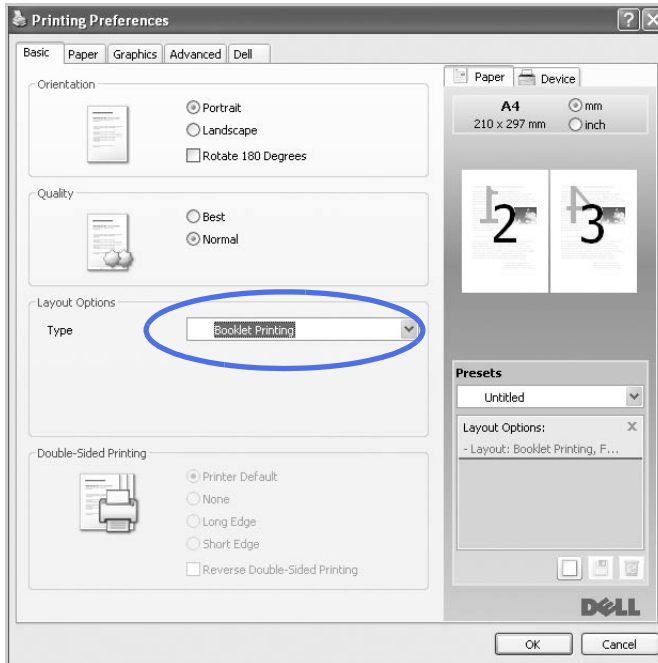 Printing Preferences
Basic Paper Graphics Advanced Dell
Orientation
Portrait
Landscape
Rotate 180 Degrees
Quality
Best
Normal
Layout Options
Type Booklet Printing
Double-Sided Printing
Printer Default
None
Long Edge
Short Edge
Reverse Double-Sided Printing
Paper Device
A4 mm
210 x 297 mm inch
1 2 4 3
Presets
Untitled
Layout Options: X
- Layout: Booklet Printing, F...
DELL
OK Cancel